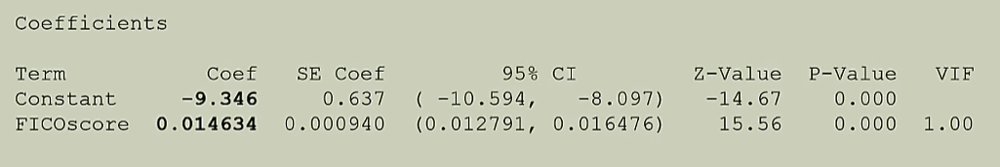 Coefficients
Term Coef SE Coef 95% CI Z-Value P-Value VIF
Constant -9.346 0.637 ( -10.594, -8.097) -14.67 0.000
FICOscore 0.014634 0.000940 (0.012791, 0.016476) 15.56 0.000 1.00